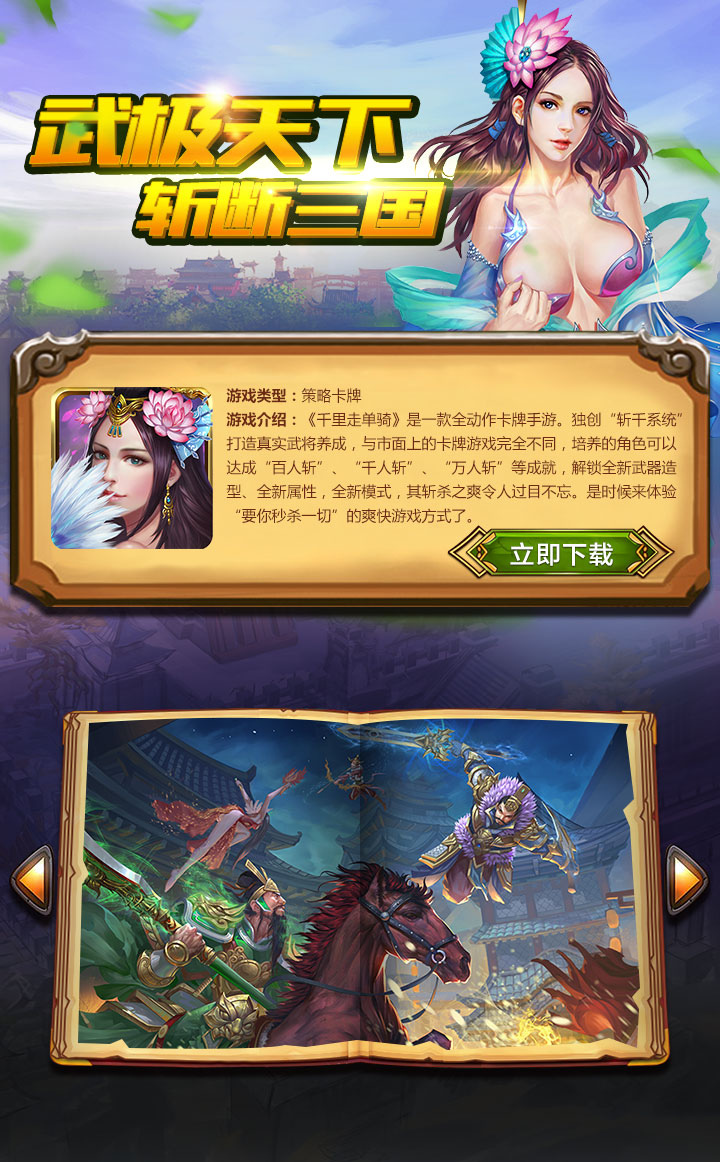 武极天下
斩断三国
游戏类型：策略卡牌
游戏介绍：《千里走单骑》是一款全动作卡牌手游。独创“斩千系统”
打造真实武将养成，与市面上的卡牌游戏完全不同，培养的角色可以
达成“百人斩”、“千人斩”、“万人斩”等成就，解锁全新武器造
型、全新属性，全新模式，其斩杀之爽令人过目不忘。是时候来体验
“要你秒杀一切”的爽快游戏方式了。
立即下载